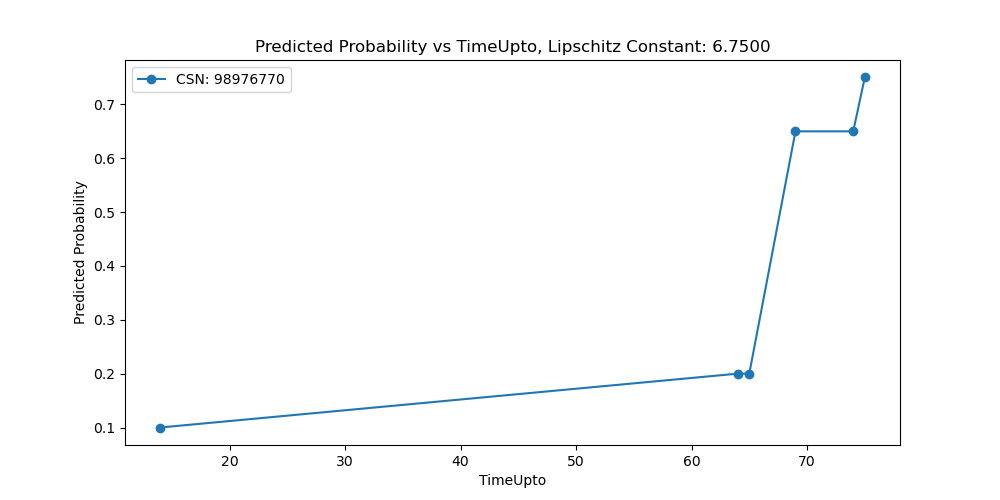 Predicted Probability vs TimeUpto, Lipschitz Constant: 6.7500
CSN: 98976770
Predicted Probability
0.7
0.6
0.5
0.4
0.3
0.2
0.1
20 30 40 50 60 70
TimeUpto